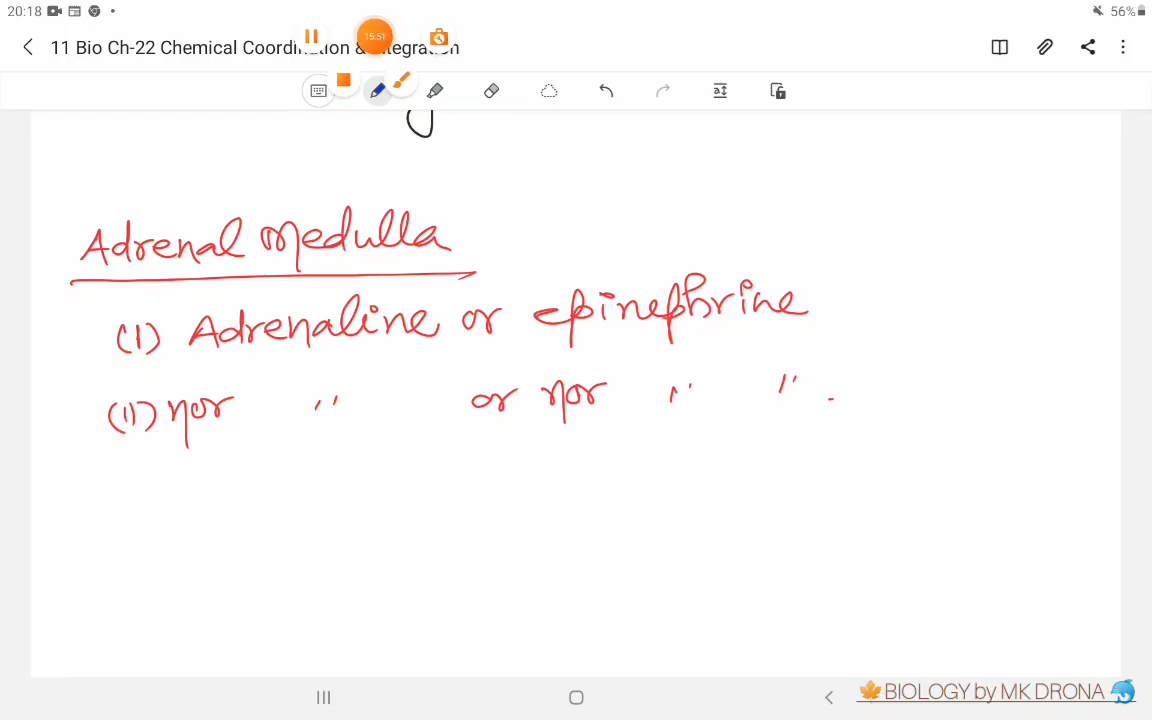 20:18
56%
15:51
11 Bio Ch-22 Chemical Coordination & Integration
Adrenal medulla
(1) Adrenaline or epinephrine
(11) nor " or nor " " .
BIOLOGY by MK DRONA